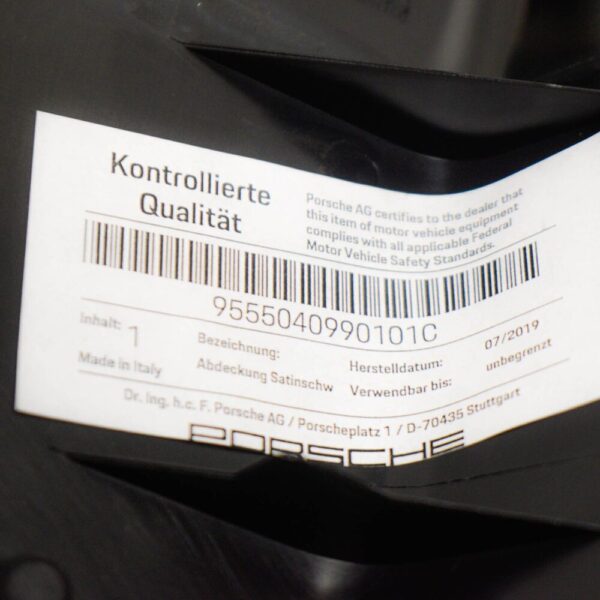 Kontrollierte
Qualität
Porsche AG certifies to the dealer that
this item of motor vehicle equipment
complies with all applicable Federal
Motor Vehicle Safety Standards.
9555040990101C
Inhalt: 1
Made in Italy
Bezeichnung:
Abdeckung Satinschw
Herstelldatum: 07/2019
Verwendbar bis: unbegrenzt
Dr. Ing. h.c. F. Porsche AG / Porscheplatz 1 / D-70435 Stuttgart
PORSCHE